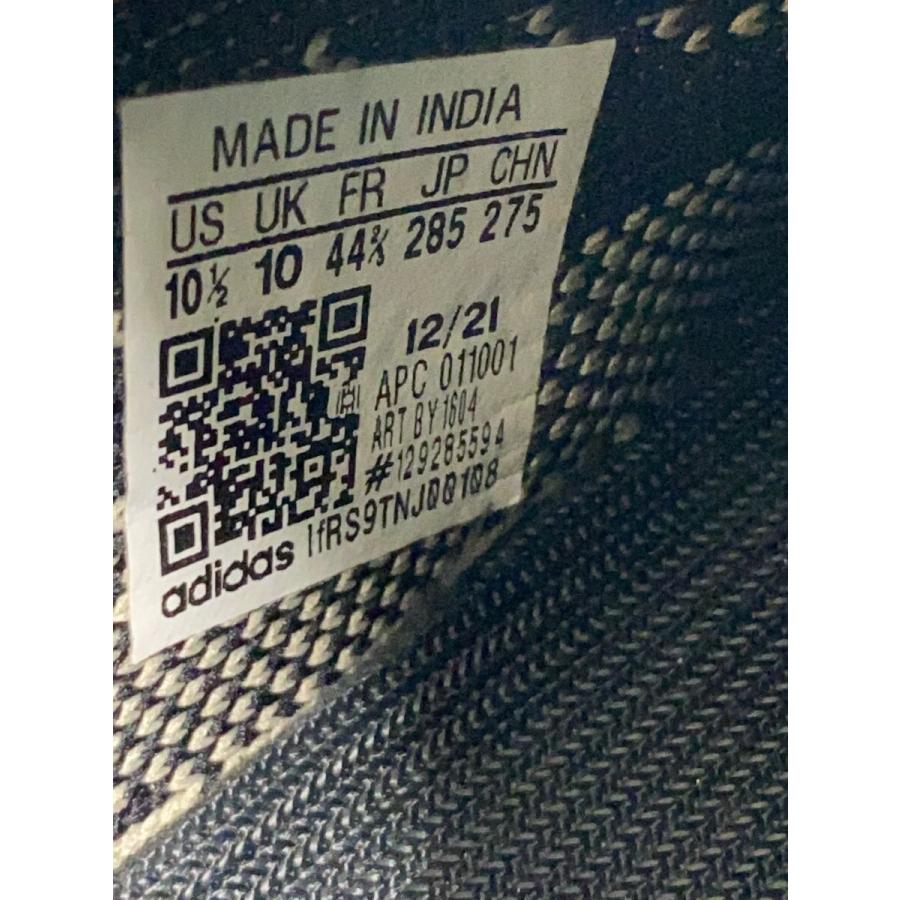 MADE IN INDIA
US UK FR JP CHN
10½ 10 44⅔ 285 275
12/21
APC 011001
ART BY1604
#129285594
adidas IfRS9TNJ00108